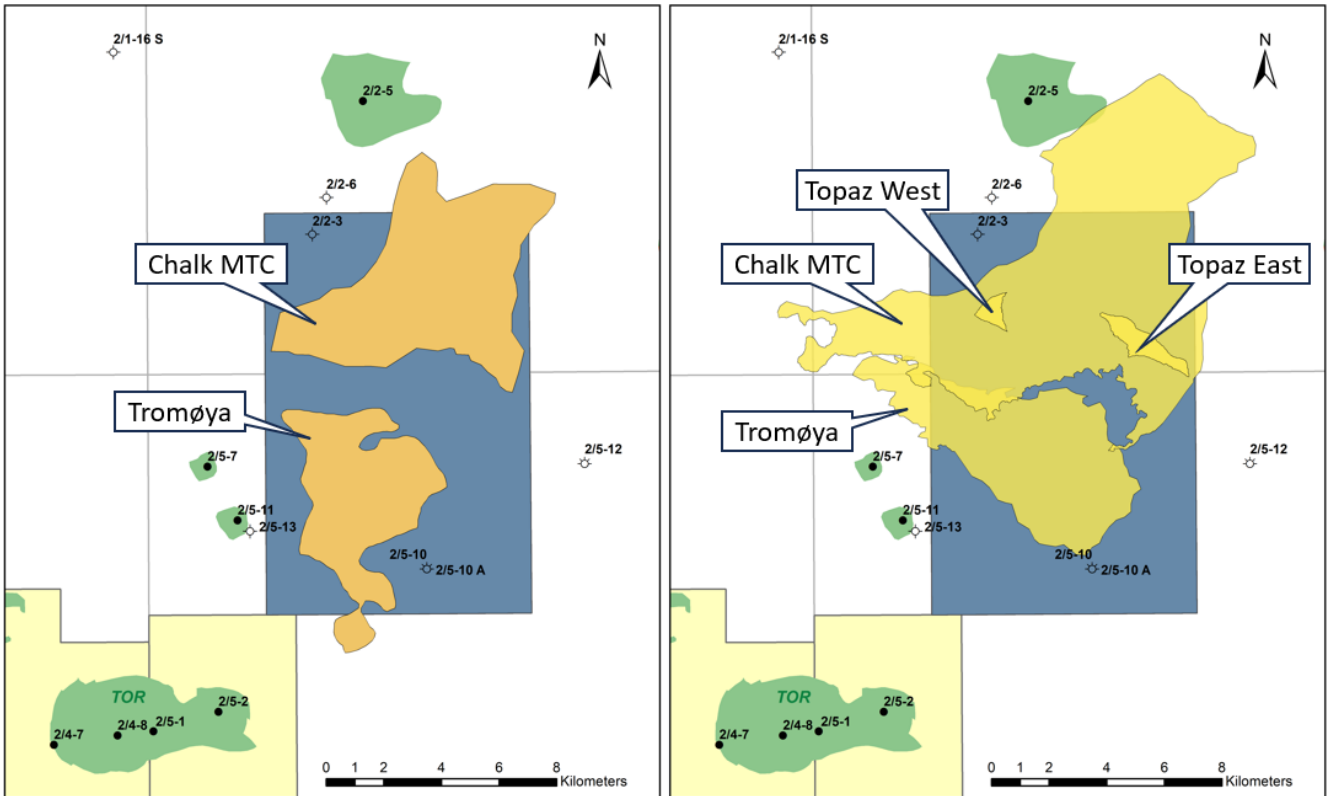 2/1-16 S
N
2/2-5
2/2-6
2/2-3
Chalk MTC
Tromøya
2/5-7
2/5-12
2/5-11
2/5-13
2/5-10
2/5-10 A
TOR
2/5-2
2/4-8
2/5-1
2/4-7
0 2 4 6 8
Kilometers
2/1-16 S
N
2/2-5
2/2-6
Topaz West
2/2-3
Chalk MTC
Topaz East
Tromøya
2/5-7
2/5-12
2/5-11
2/5-13
2/5-10
2/5-10 A
TOR
2/5-2
2/4-8
2/5-1
2/4-7
0 2 4 6 8
Kilometers